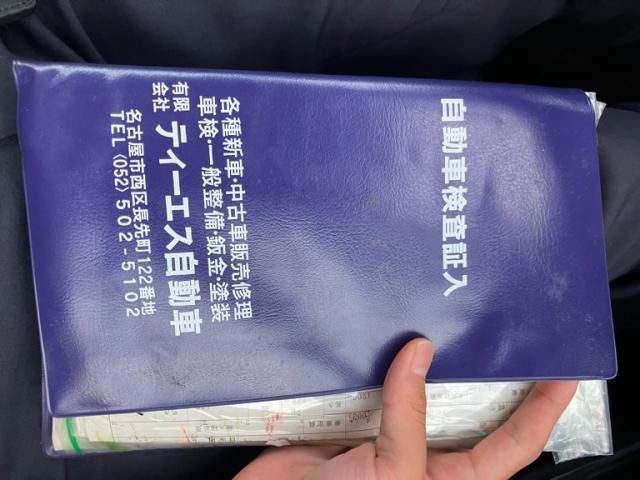 自動車検査証入
各種新車・中古車販売修理
車検・一般整備鈑金・塗装
有限会社 ティーエス自動車
名古屋市西区長先町122番地
TEL (052) 502-5102